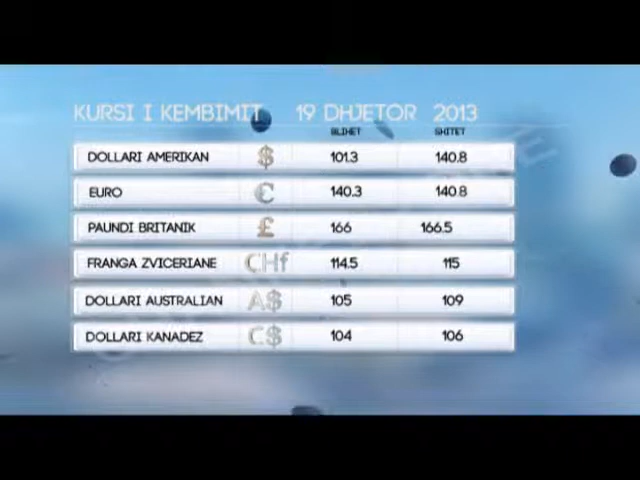 KURSI I KEMBIMIT 19 DHJETOR 2013
BLIHET SHITET
DOLLARI AMERIKAN $ 101.3 140.8
EURO € 140.3 140.8
PAUNDI BRITANIK £ 166 166.5
FRANGA ZVICERIANE CHf 114.5 115
DOLLARI AUSTRALIAN A$ 105 109
DOLLARI KANADEZ C$ 104 106